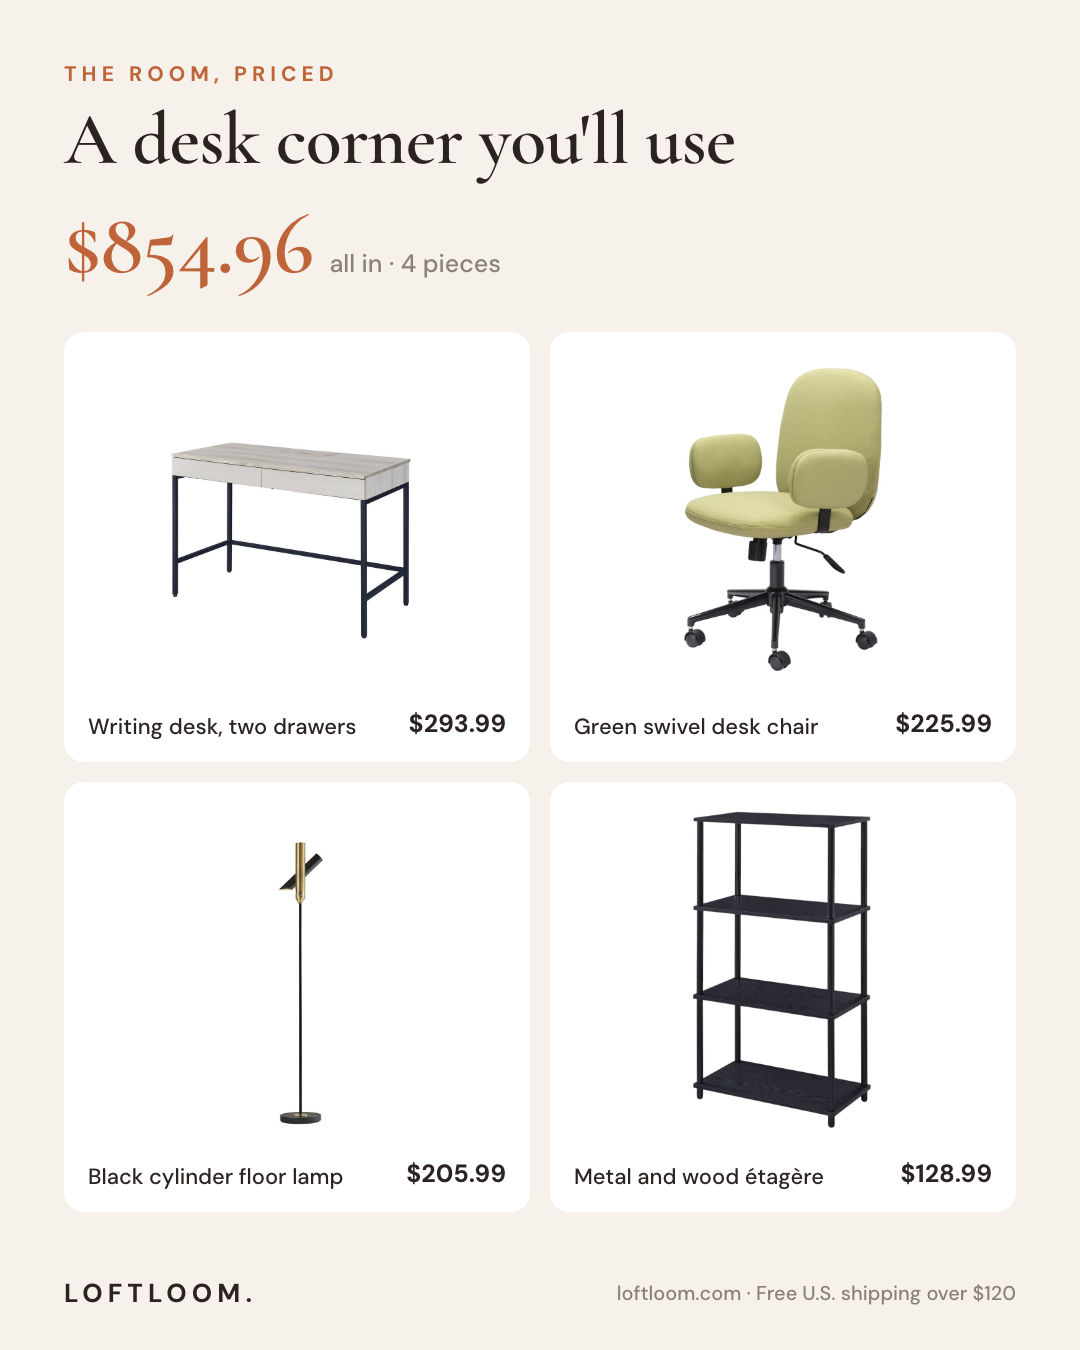 THE ROOM, PRICED
A desk corner you'll use
$854.96 all in · 4 pieces
Writing desk, two drawers $293.99
Green swivel desk chair $225.99
Black cylinder floor lamp $205.99
Metal and wood étagère $128.99
LOFTLOOM.
loftloom.com · Free U.S. shipping over $120